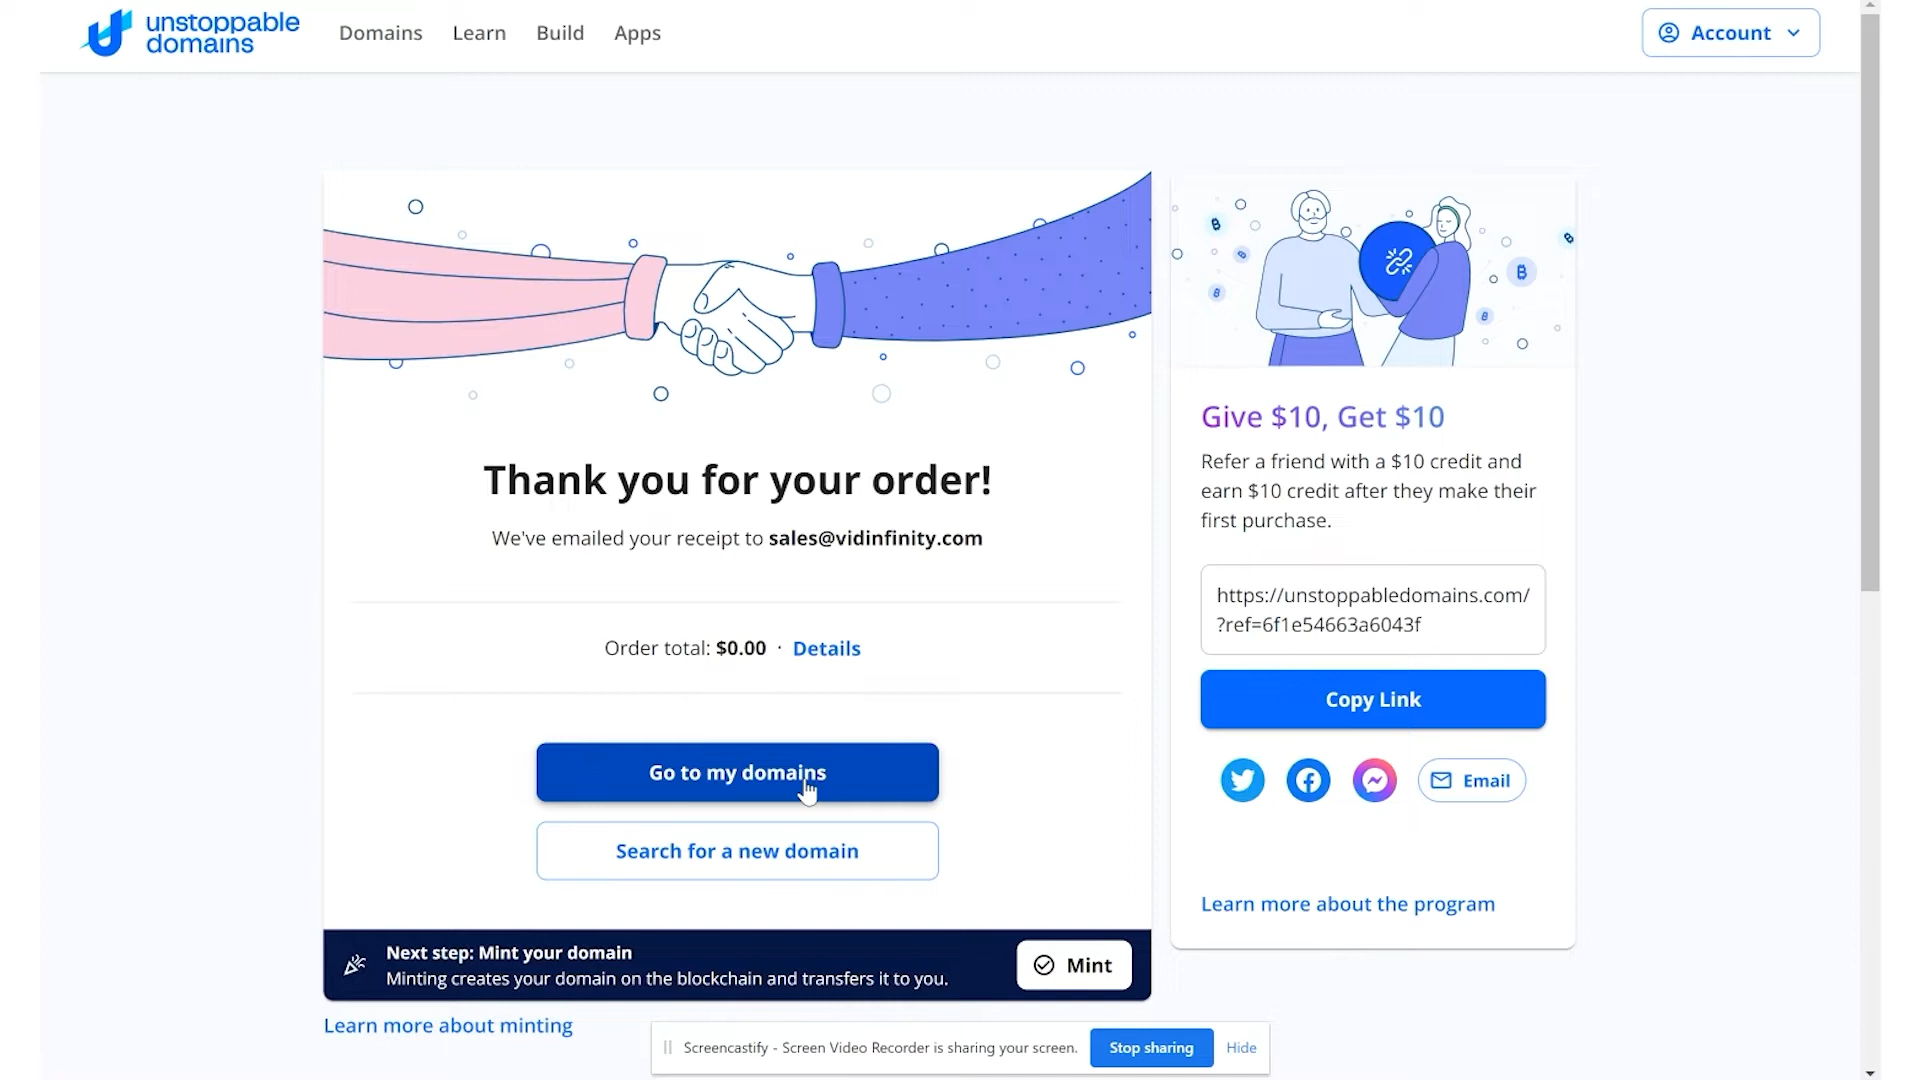 unstoppable
domains
Domains
Learn
Build
Apps
Account
Thank you for your order!
We've emailed your receipt to sales@vidinfinity.com
Order total: $0.00 · Details
Go to my domains
Search for a new domain
Next step: Mint your domain
Minting creates your domain on the blockchain and transfers it to you.
Mint
Learn more about minting
Give $10, Get $10
Refer a friend with a $10 credit and
earn $10 credit after they make their
first purchase.
https://unstoppabledomains.com/
?ref=6f1e54663a6043f
Copy Link
Email
Learn more about the program
Screencastify - Screen Video Recorder is sharing your screen.
Stop sharing
Hide